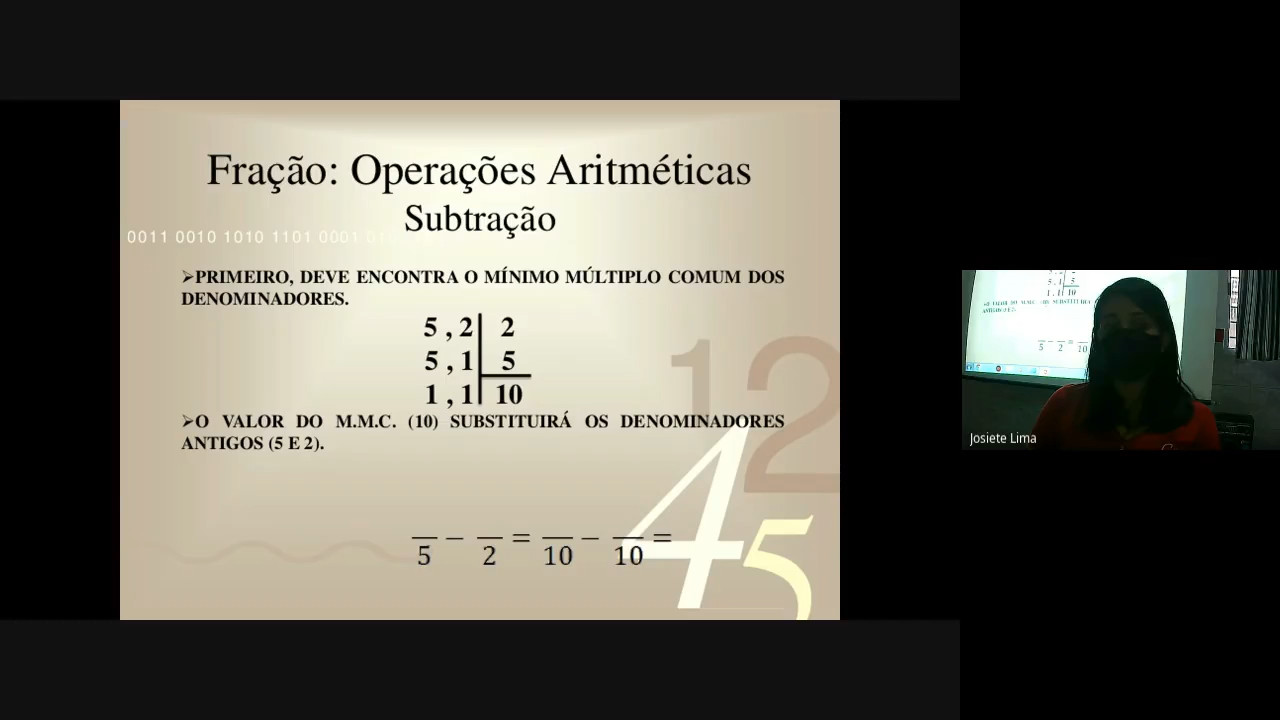 Fração: Operações Aritméticas
Subtração
0011 0010 1010 1101 0001
➢PRIMEIRO, DEVE ENCONTRA O MÍNIMO MÚLTIPLO COMUM DOS
DENOMINADORES.
5 , 2 | 2
5 , 1 | 5
1 , 1 | 10
➢O VALOR DO M.M.C. (10) SUBSTITUIRÁ OS DENOMINADORES
ANTIGOS (5 E 2).
12
45
— − — = — − — =
5 2 10 10
Josiete Lima